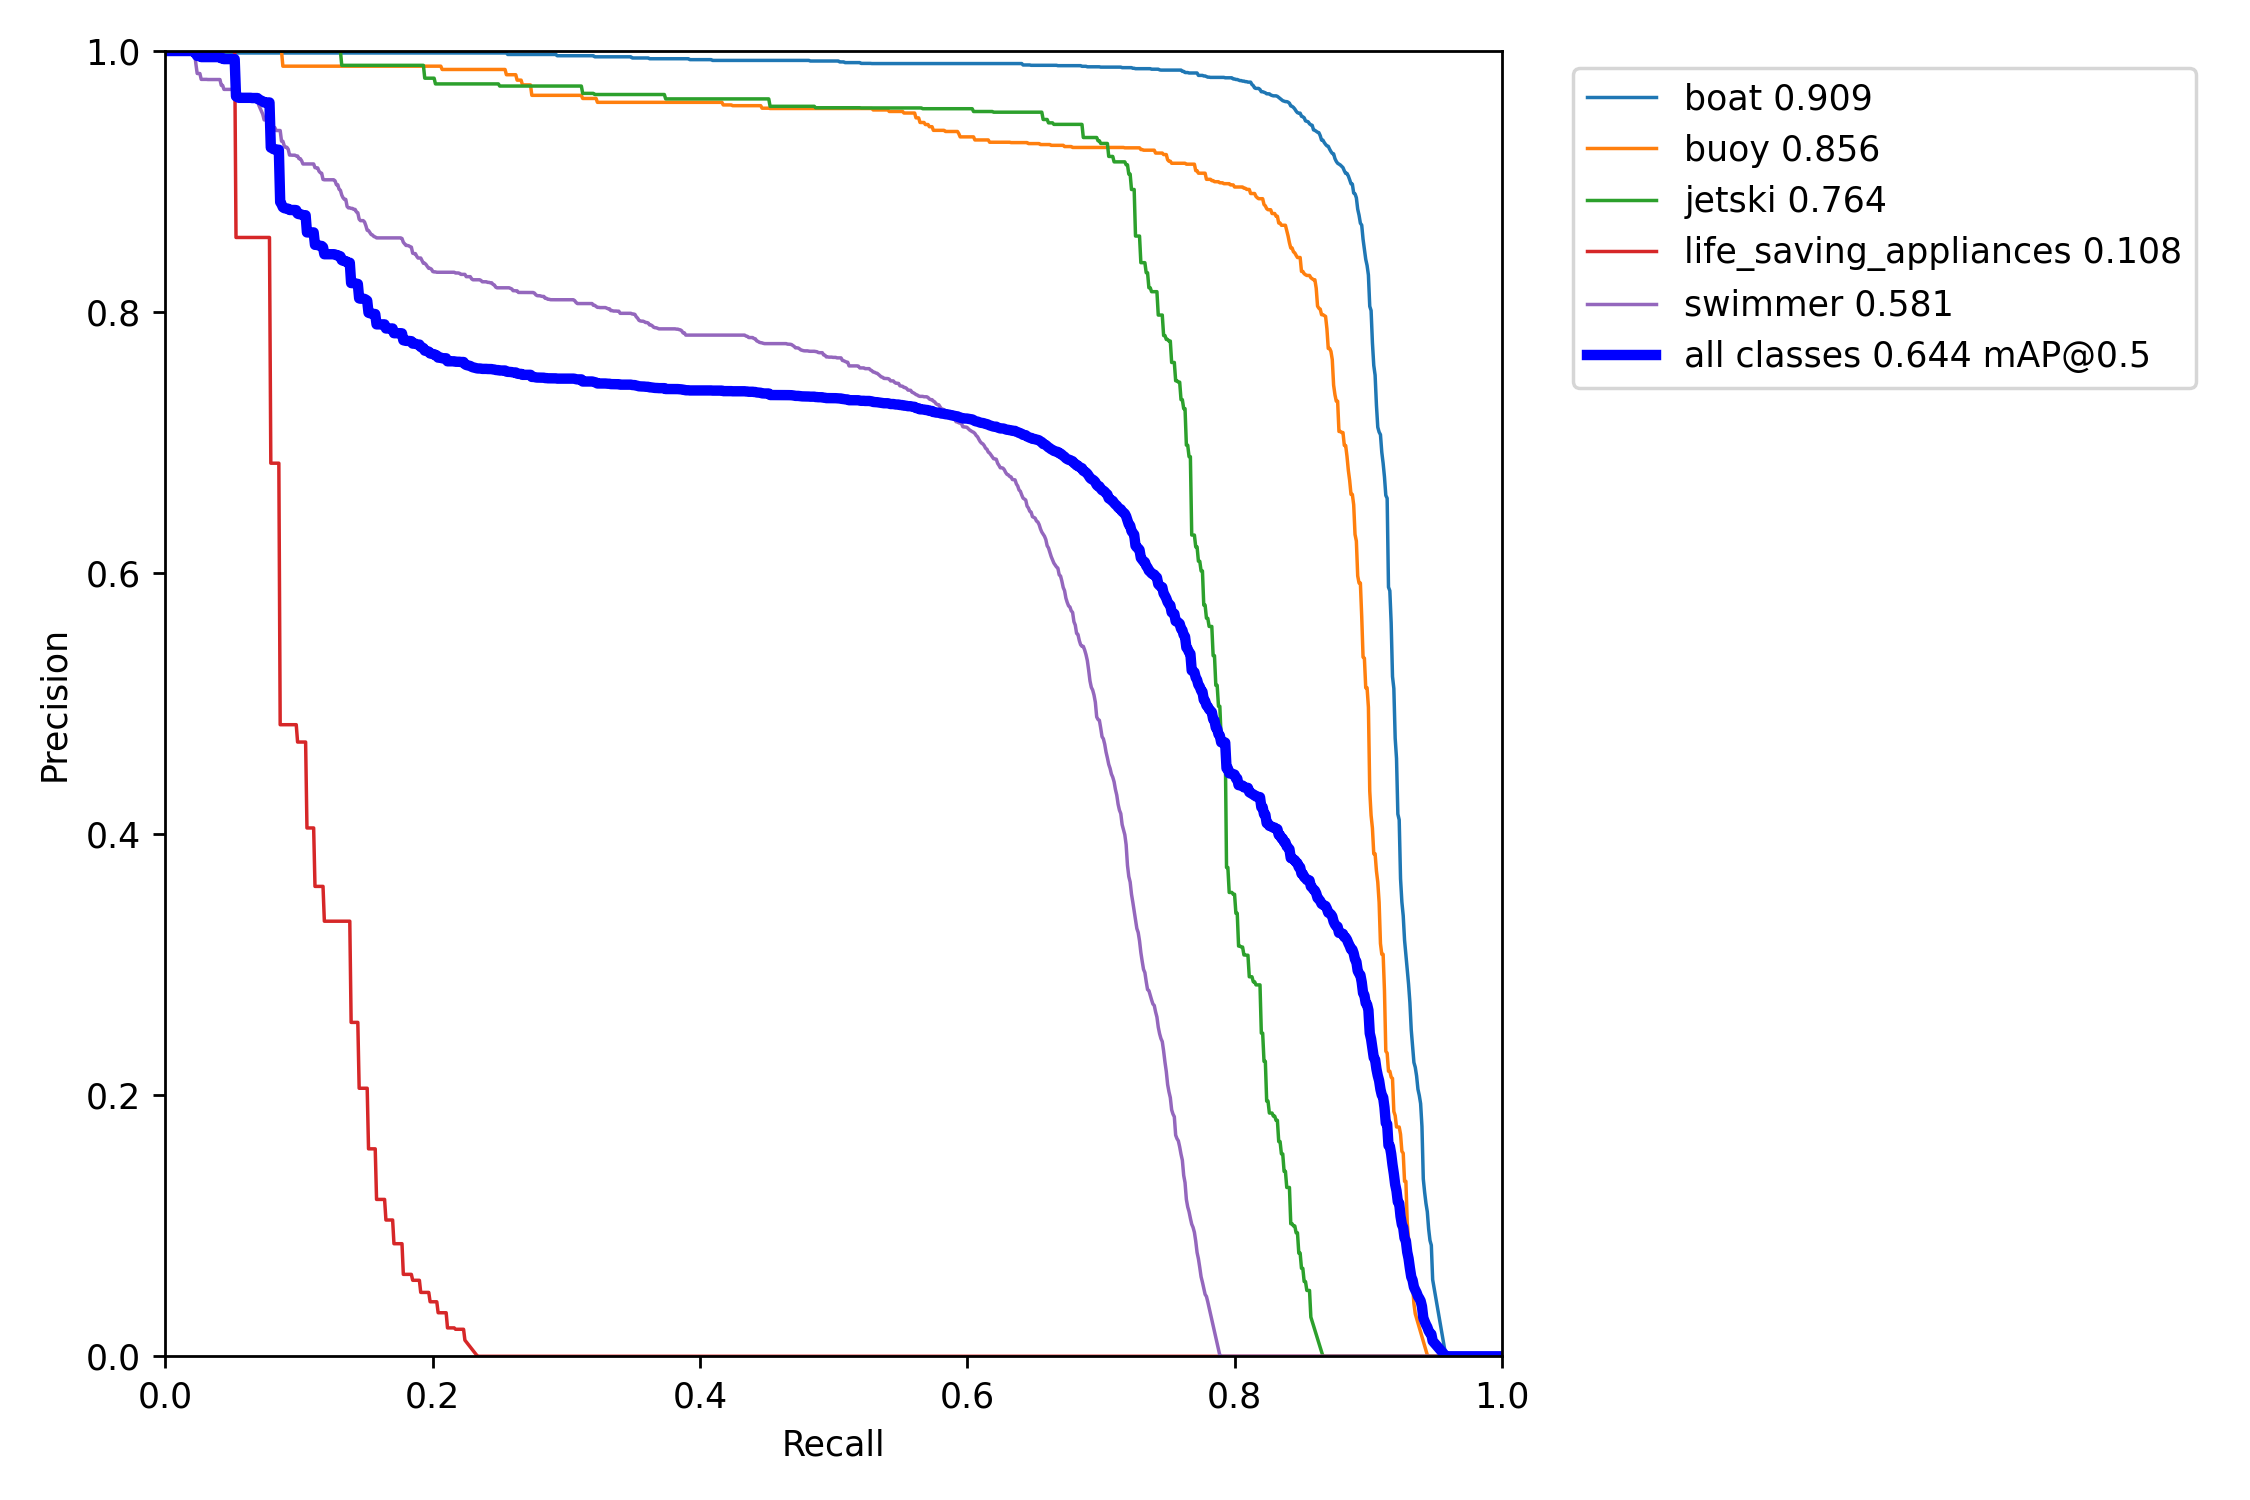 1.0
0.8
0.6
0.4
0.2
0.0
Precision
0.0 0.2 0.4 0.6 0.8 1.0
Recall
boat 0.909
buoy 0.856
jetski 0.764
life_saving_appliances 0.108
swimmer 0.581
all classes 0.644 mAP@0.5